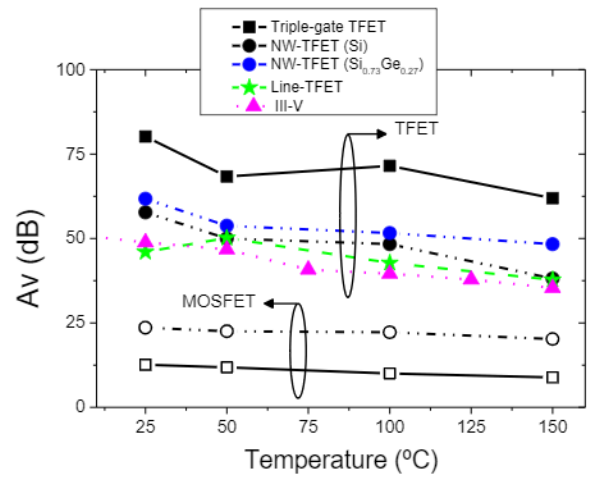 Triple-gate TFET
NW-TFET (Si)
NW-TFET (Si₀.₇₃Ge₀.₂₇)
Line-TFET
III-V
100
75
50
25
0
Av (dB)
TFET
MOSFET
25 50 75 100 125 150
Temperature (ºC)